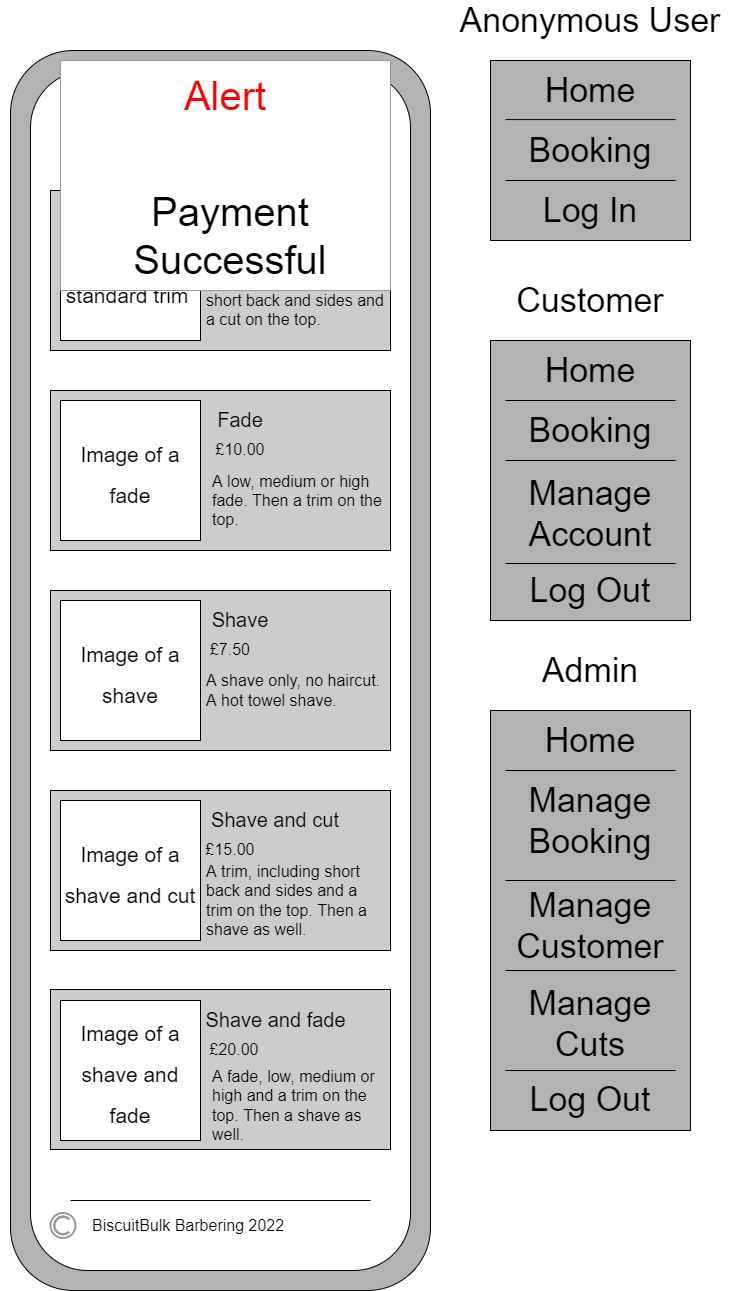 Alert
Payment
Successful
standard trim
short back and sides and
a cut on the top.
Image of a
fade
Fade
£10.00
A low, medium or high
fade. Then a trim on the
top.
Image of a
shave
Shave
£7.50
A shave only, no haircut.
A hot towel shave.
Image of a
shave and cut
Shave and cut
£15.00
A trim, including short
back and sides and a
trim on the top. Then a
shave as well.
Image of a
shave and
fade
Shave and fade
£20.00
A fade, low, medium or
high and a trim on the
top. Then a shave as
well.
© BiscuitBulk Barbering 2022
Anonymous User
Home
Booking
Log In
Customer
Home
Booking
Manage
Account
Log Out
Admin
Home
Manage
Booking
Manage
Customer
Manage
Cuts
Log Out